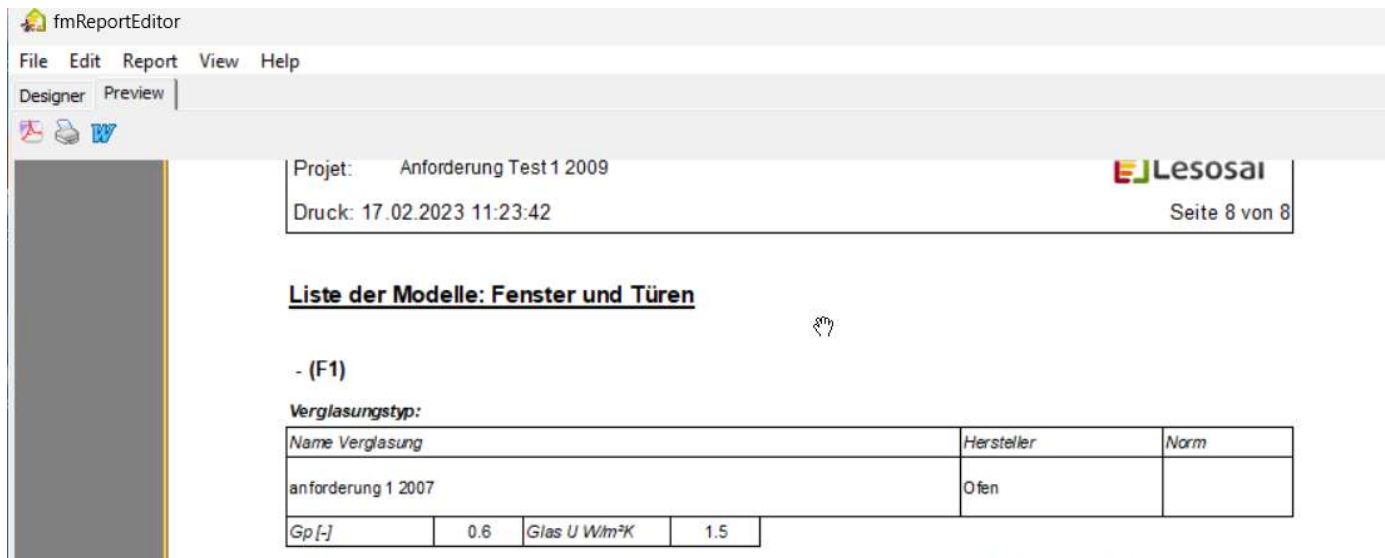 fmReportEditor
File Edit Report View Help
Designer Preview
W
Projet: Anforderung Test 1 2009 Lesosai
Druck: 17.02.2023 11:23:42 Seite 8 von 8
Liste der Modelle: Fenster und Türen
- (F1)
Verglasungstyp:
Name Verglasung Hersteller Norm
anforderung 1 2007 Ofen
Gp [-] 0.6 Glas U W/m²K 1.5